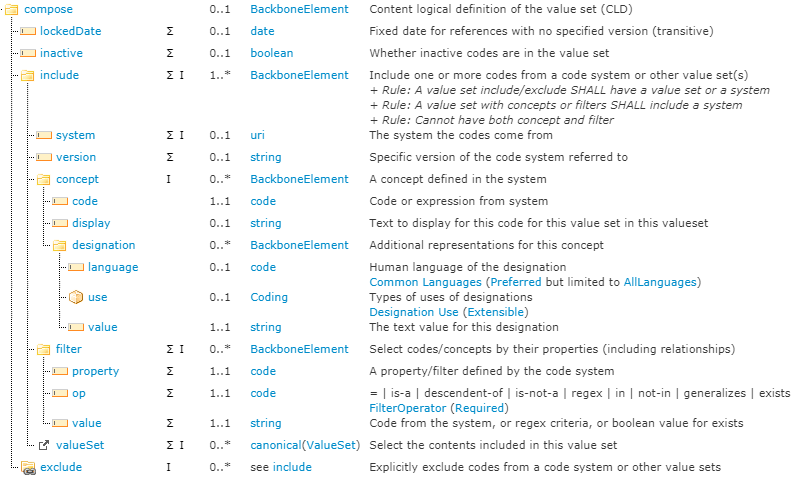 compose 0..1 BackboneElement Content logical definition of the value set (CLD)
lockedDate Σ 0..1 date Fixed date for references with no specified version (transitive)
inactive Σ 0..1 boolean Whether inactive codes are in the value set
include Σ I 1..* BackboneElement Include one or more codes from a code system or other value set(s)
+ Rule: A value set include/exclude SHALL have a value set or a system
+ Rule: A value set with concepts or filters SHALL include a system
+ Rule: Cannot have both concept and filter
system Σ I 0..1 uri The system the codes come from
version Σ 0..1 string Specific version of the code system referred to
concept I 0..* BackboneElement A concept defined in the system
code 1..1 code Code or expression from system
display 0..1 string Text to display for this code for this value set in this valueset
designation 0..* BackboneElement Additional representations for this concept
language 0..1 code Human language of the designation
Common Languages (Preferred but limited to AllLanguages)
use 0..1 Coding Types of uses of designations
Designation Use (Extensible)
value 1..1 string The text value for this designation
filter Σ I 0..* BackboneElement Select codes/concepts by their properties (including relationships)
property Σ 1..1 code A property/filter defined by the code system
op Σ 1..1 code = | is-a | descendent-of | is-not-a | regex | in | not-in | generalizes | exists
FilterOperator (Required)
value Σ 1..1 string Code from the system, or regex criteria, or boolean value for exists
valueSet Σ I 0..* canonical(ValueSet) Select the contents included in this value set
exclude I 0..* see include Explicitly exclude codes from a code system or other value sets